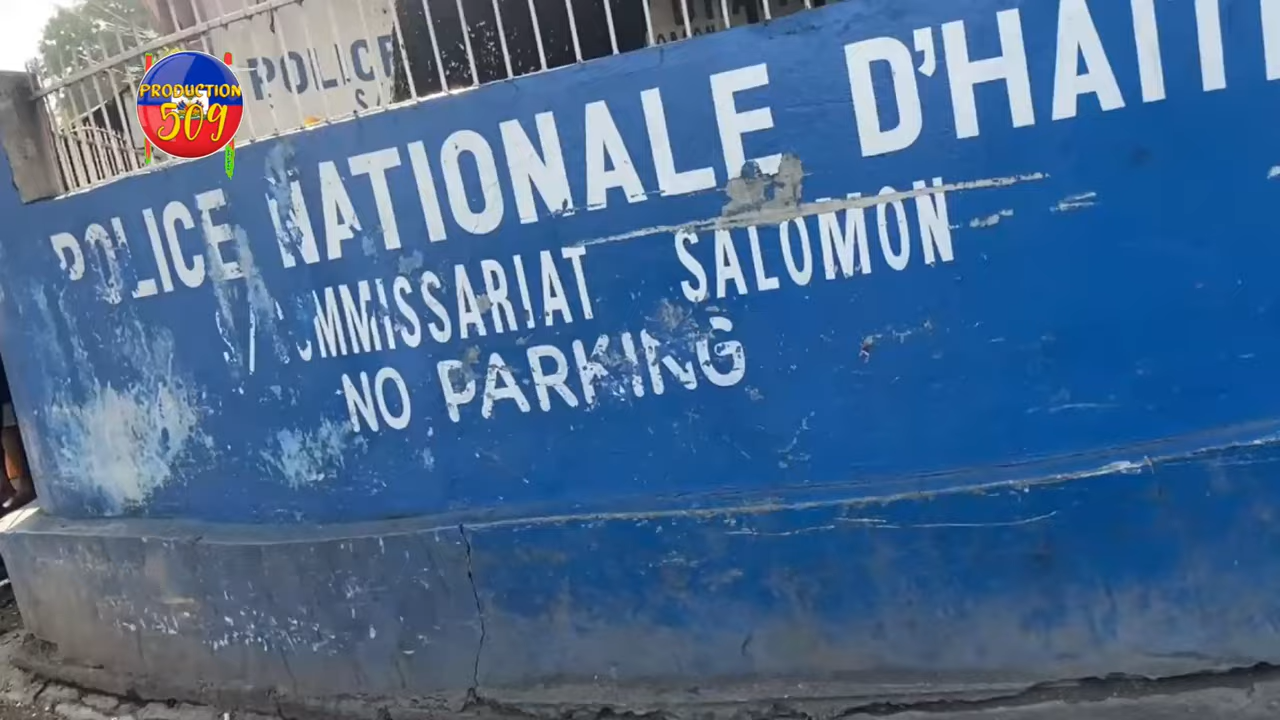 PRODUCTION
509
POLICE
POLICE NATIONALE D'HAITI
S/ COMMISSARIAT SALOMON
NO PARKING